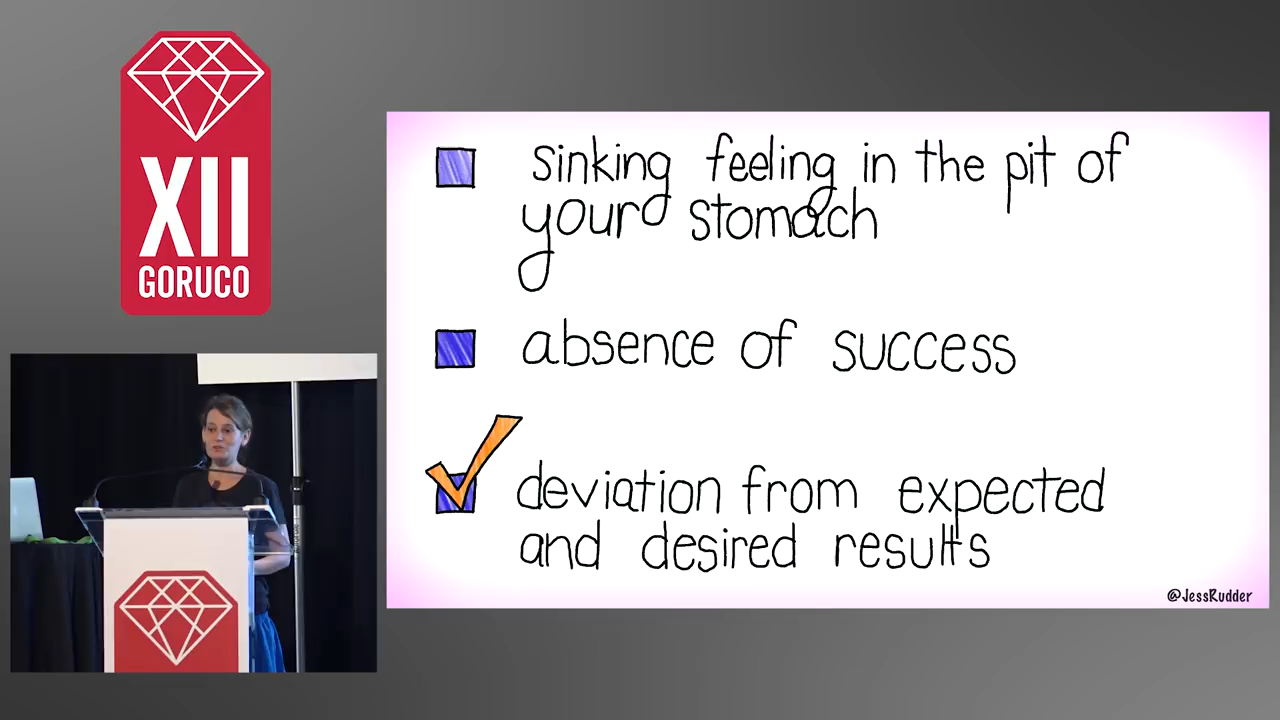 XII
GORUCO
sinking feeling in the pit of
your stomach
absence of success
deviation from expected
and desired results
@JessRudder